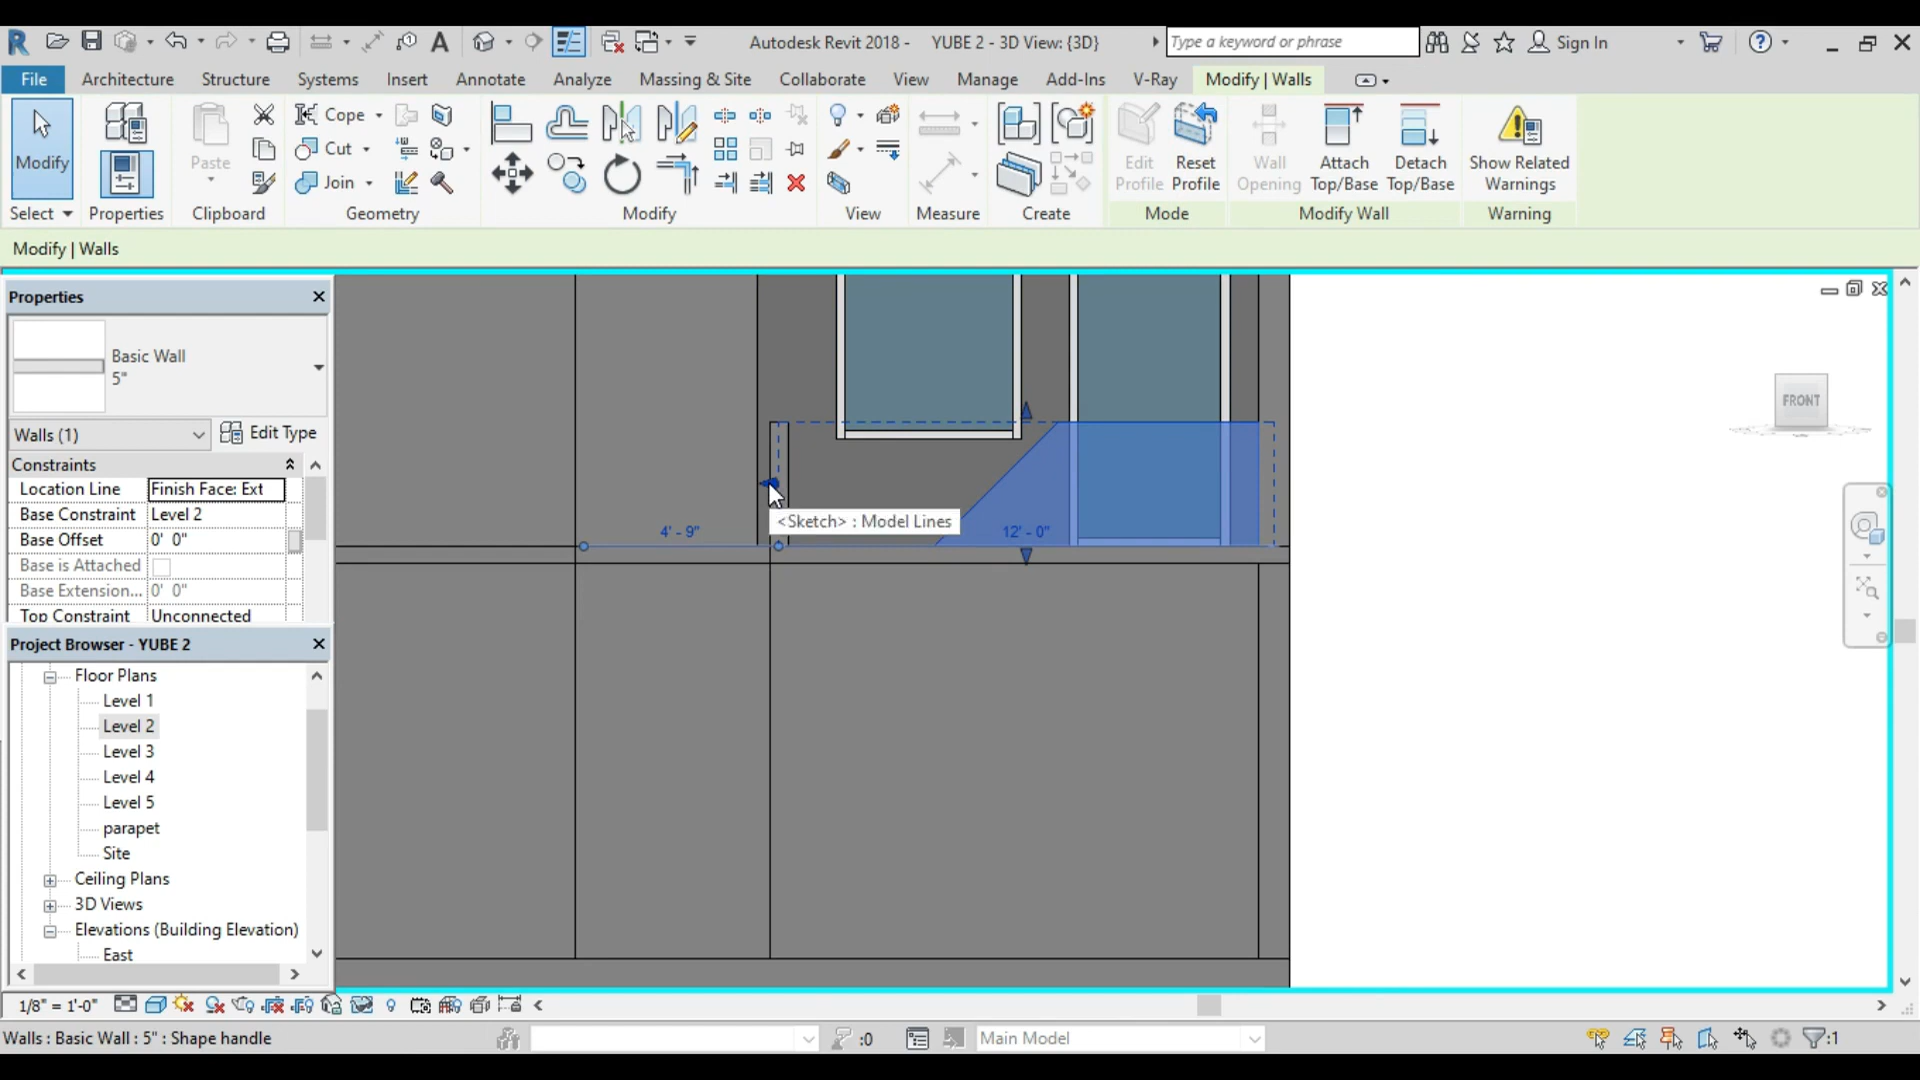 Autodesk Revit 2018 - YUBE 2 - 3D View: {3D}
Type a keyword or phrase
Sign In
File Architecture Structure Systems Insert Annotate Analyze Massing & Site Collaborate View Manage Add-Ins V-Ray Modify | Walls
Modify
Paste
Cope
Cut
Join
Edit Profile
Reset Profile
Wall Opening
Attach Top/Base
Detach Top/Base
Show Related Warnings
Select Properties Clipboard Geometry Modify View Measure Create Mode Modify Wall Warning
Modify | Walls
Properties
Basic Wall
5"
Walls (1)
Edit Type
Constraints
Location Line Finish Face: Ext
Base Constraint Level 2
Base Offset 0' 0"
Base is Attached
Base Extension... 0' 0"
Top Constraint Unconnected
Project Browser - YUBE 2
Floor Plans
Level 1
Level 2
Level 3
Level 4
Level 5
parapet
Site
Ceiling Plans
3D Views
Elevations (Building Elevation)
East
FRONT
<Sketch> : Model Lines
4' - 9"
12' - 0"
1/8" = 1'-0"
Walls : Basic Wall : 5" : Shape handle
:0
Main Model
:1